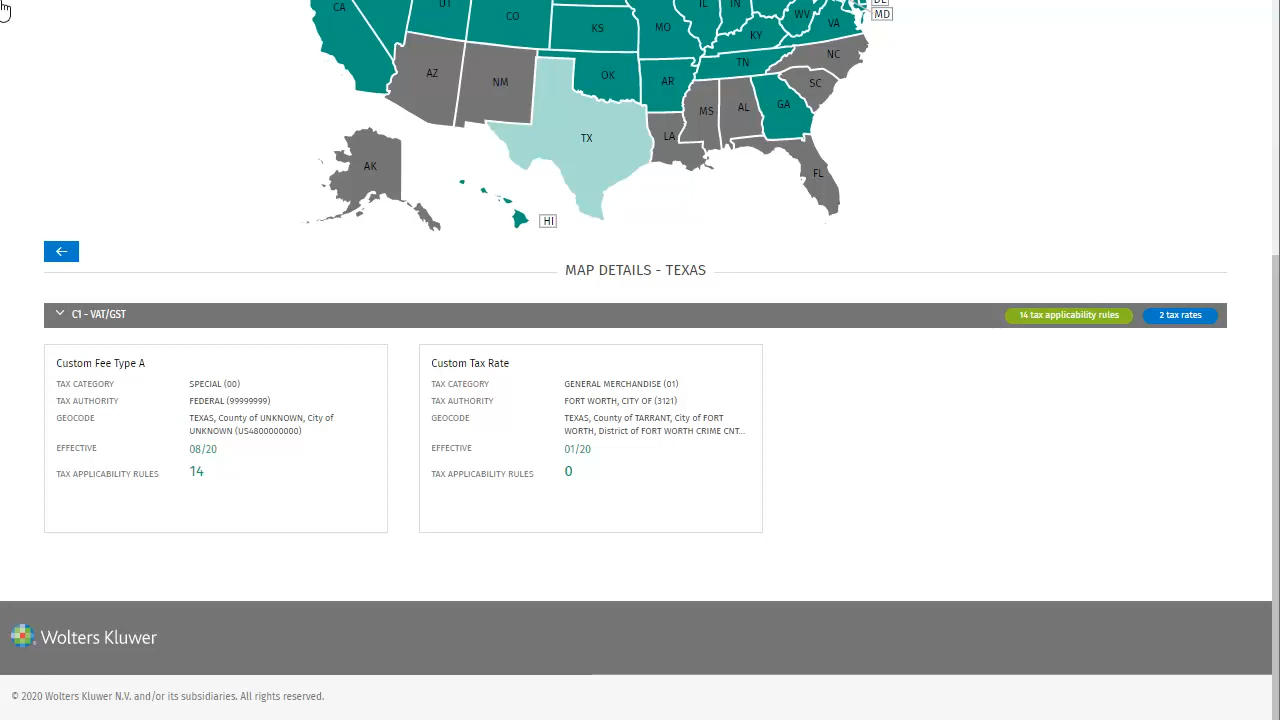 DE
MD
CA
UT
CO
KS
MO
IL
IN
KY
WV
VA
AZ
NM
OK
AR
TN
NC
SC
TX
LA
MS
AL
GA
FL
AK
HI
MAP DETAILS - TEXAS
C1 - VAT/GST
14 tax applicability rules
2 tax rates
Custom Fee Type A
TAX CATEGORY SPECIAL (00)
TAX AUTHORITY FEDERAL (99999999)
GEOCODE TEXAS, County of UNKNOWN, City of
UNKNOWN (US4800000000)
EFFECTIVE 08/20
TAX APPLICABILITY RULES 14
Custom Tax Rate
TAX CATEGORY GENERAL MERCHANDISE (01)
TAX AUTHORITY FORT WORTH, CITY OF (3121)
GEOCODE TEXAS, County of TARRANT, City of FORT
WORTH, District of FORT WORTH CRIME CNT...
EFFECTIVE 01/20
TAX APPLICABILITY RULES 0
Wolters Kluwer
© 2020 Wolters Kluwer N.V. and/or its subsidiaries. All rights reserved.